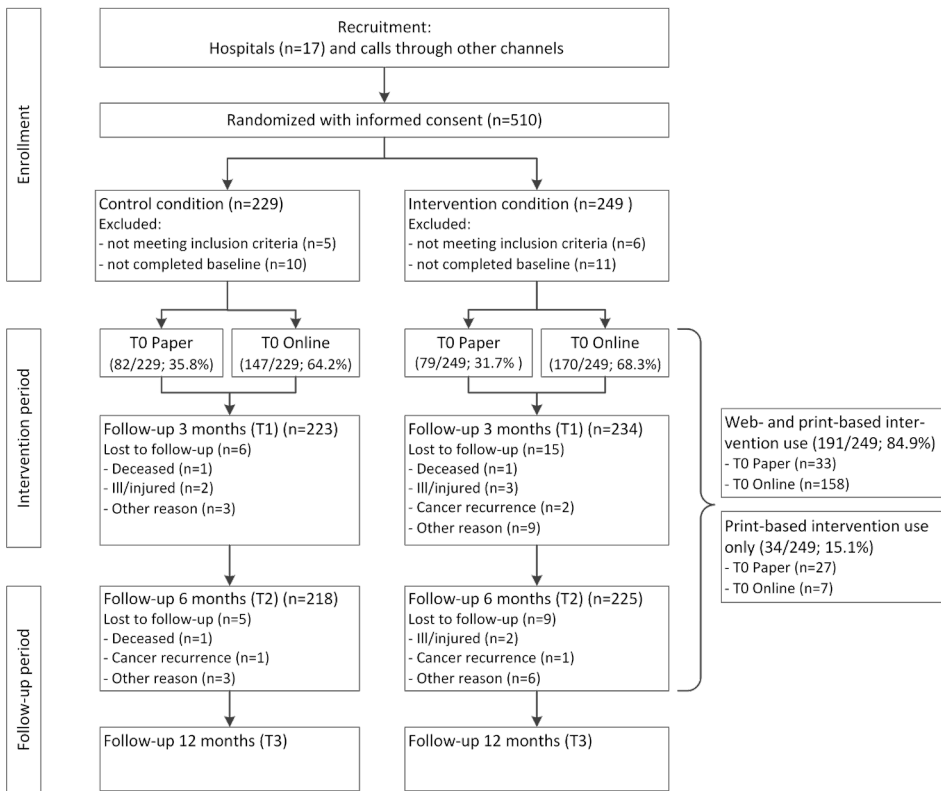 Enrollment
Recruitment:
Hospitals (n=17) and calls through other channels
Randomized with informed consent (n=510)
Control condition (n=229)
Excluded:
- not meeting inclusion criteria (n=5)
- not completed baseline (n=10)
Intervention condition (n=249 )
Excluded:
- not meeting inclusion criteria (n=6)
- not completed baseline (n=11)
Intervention period
T0 Paper
(82/229; 35.8%)
T0 Online
(147/229; 64.2%)
T0 Paper
(79/249; 31.7% )
T0 Online
(170/249; 68.3%)
Follow-up 3 months (T1) (n=223)
Lost to follow-up (n=6)
- Deceased (n=1)
- Ill/injured (n=2)
- Other reason (n=3)
Follow-up 3 months (T1) (n=234)
Lost to follow-up (n=15)
- Deceased (n=1)
- Ill/injured (n=3)
- Cancer recurrence (n=2)
- Other reason (n=9)
Web- and print-based inter-
vention use (191/249; 84.9%)
- T0 Paper (n=33)
- T0 Online (n=158)
Print-based intervention use
only (34/249; 15.1%)
- T0 Paper (n=27)
- T0 Online (n=7)
Follow-up period
Follow-up 6 months (T2) (n=218)
Lost to follow-up (n=5)
- Deceased (n=1)
- Cancer recurrence (n=1)
- Other reason (n=3)
Follow-up 6 months (T2) (n=225)
Lost to follow-up (n=9)
- Ill/injured (n=2)
- Cancer recurrence (n=1)
- Other reason (n=6)
Follow-up 12 months (T3)
Follow-up 12 months (T3)